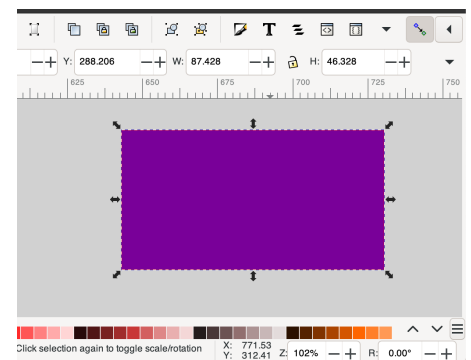 Y: 288.206 W: 87.428 H: 46.328
625 650 675 700 725 750
Click selection again to toggle scale/rotation X: 771.53 Z: 102% R: 0.00°
Y: 312.41